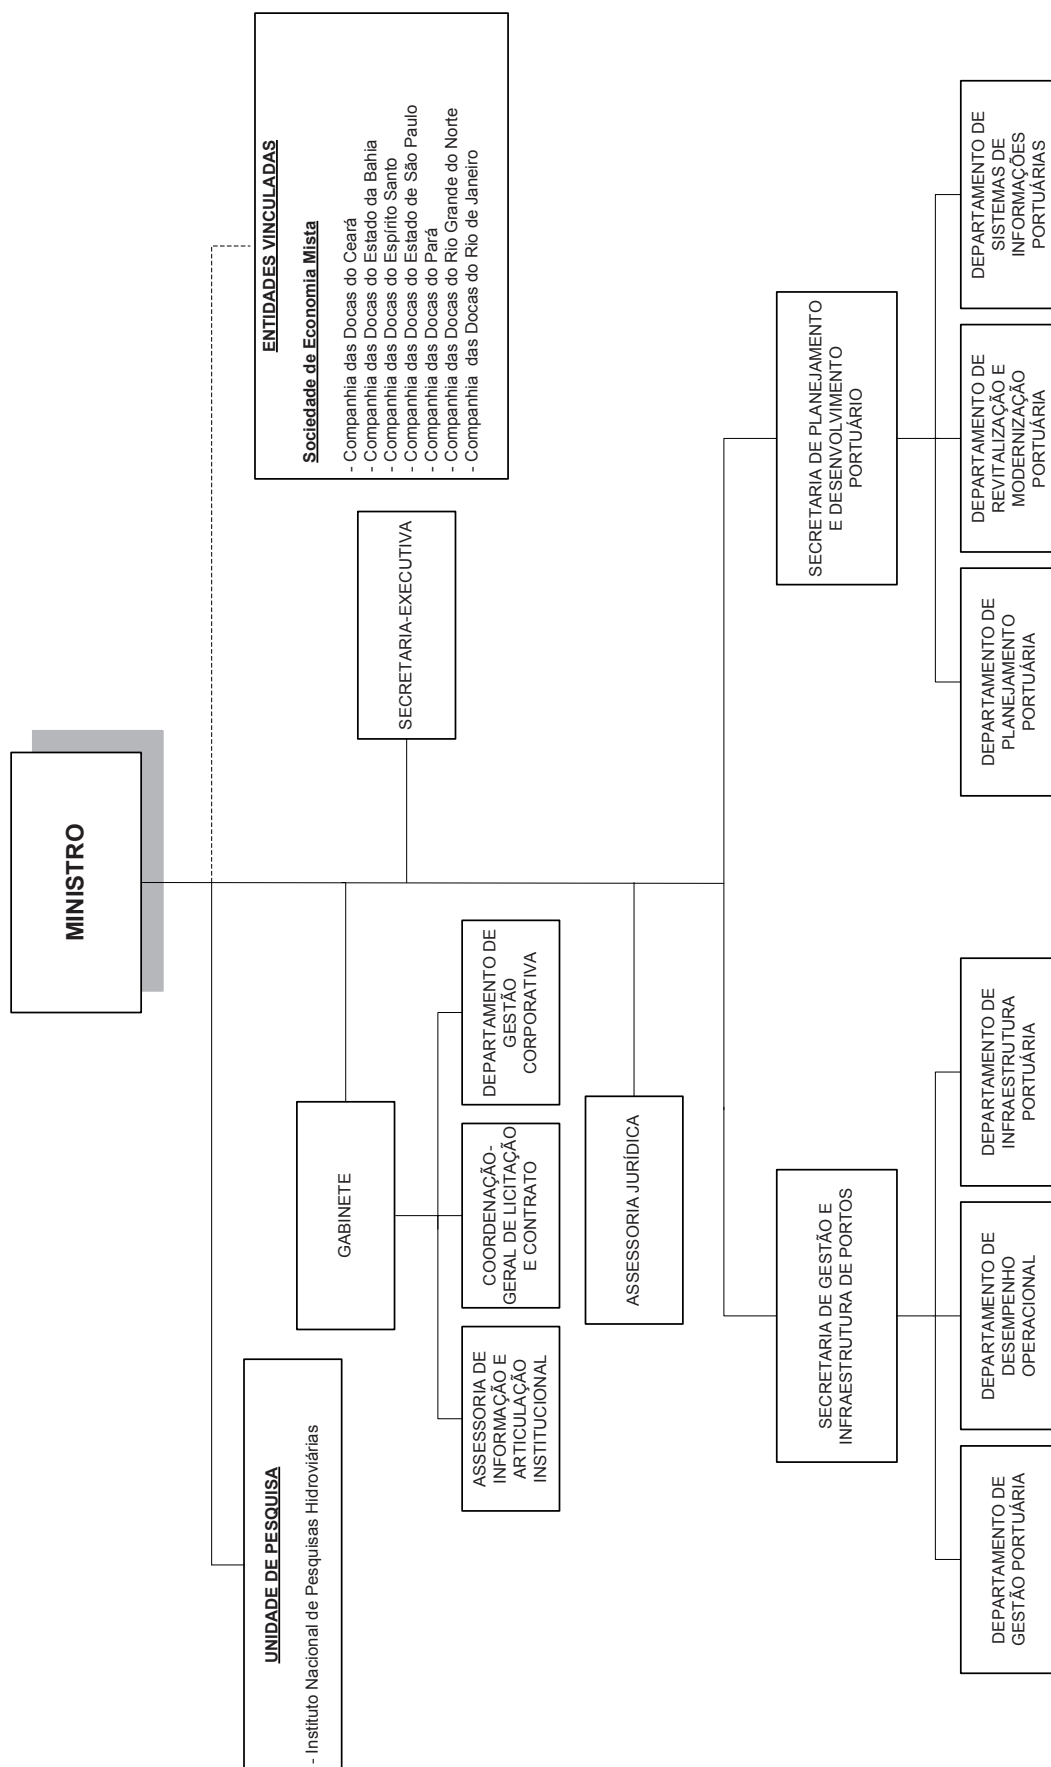 MINISTRO
UNIDADE DE PESQUISA
- Instituto Nacional de Pesquisas Hidroviárias
ENTIDADES VINCULADAS
Sociedade de Economia Mista
- Companhia das Docas do Ceará
- Companhia das Docas do Estado da Bahia
- Companhia das Docas do Espírito Santo
- Companhia das Docas do Estado de São Paulo
- Companhia das Docas do Pará
- Companhia das Docas do Rio Grande do Norte
- Companhia das Docas do Rio de Janeiro
GABINETE
SECRETARIA-EXECUTIVA
ASSESSORIA DE
INFORMAÇÃO E
ARTICULAÇÃO
INSTITUCIONAL
COORDENAÇÃO-
GERAL DE LICITAÇÃO
E CONTRATO
DEPARTAMENTO DE
GESTÃO
CORPORATIVA
ASSESSORIA JURÍDICA
SECRETARIA DE GESTÃO E
INFRAESTRUTURA DE PORTOS
SECRETARIA DE PLANEJAMENTO
E DESENVOLVIMENTO
PORTUÁRIO
DEPARTAMENTO DE
GESTÃO PORTUÁRIA
DEPARTAMENTO DE
DESEMPENHO
OPERACIONAL
DEPARTAMENTO DE
INFRAESTRUTURA
PORTUÁRIA
DEPARTAMENTO DE
PLANEJAMENTO
PORTUÁRIA
DEPARTAMENTO DE
REVITALIZAÇÃO E
MODERNIZAÇÃO
PORTUÁRIA
DEPARTAMENTO DE
SISTEMAS DE
INFORMAÇÕES
PORTUÁRIAS